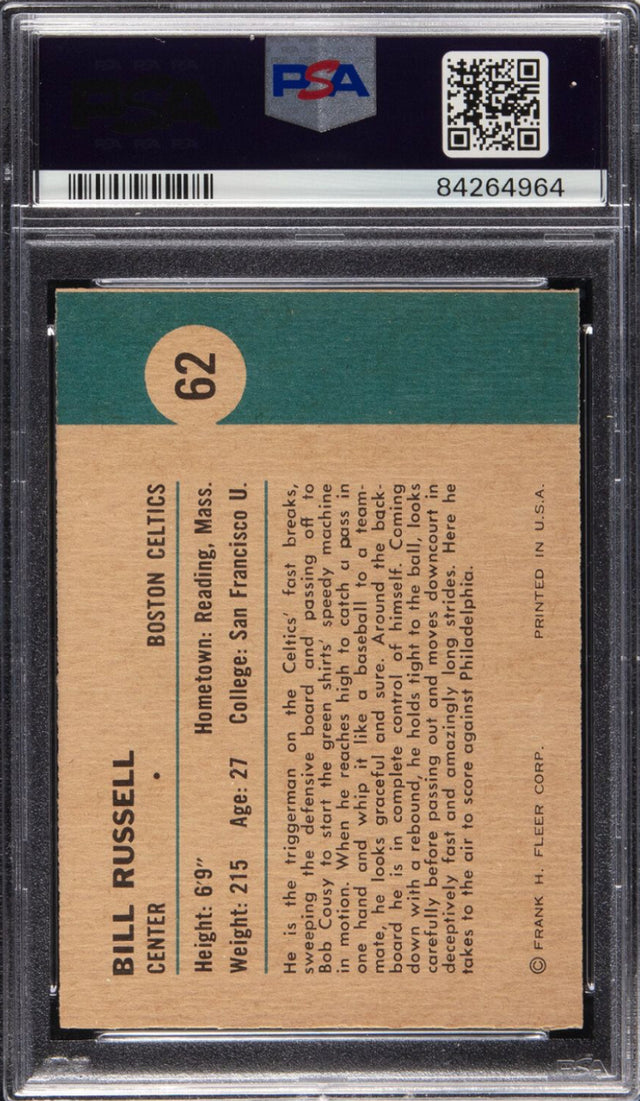 PSA
84264964
62
BILL RUSSELL
CENTER • BOSTON CELTICS
Height: 6'9" Hometown: Reading, Mass.
Weight: 215 Age: 27 College: San Francisco U.
He is the triggerman on the Celtics' fast breaks,
sweeping the defensive board and passing off to
Bob Cousy to start the green shirts' speedy machine
in motion. When he reaches high to catch a pass in
one hand and whip it like a baseball to a team-
mate, he looks graceful and sure. Around the back-
board he is in complete control of himself. Coming
down with a rebound, he holds tight to the ball, looks
carefully before passing out and moves downcourt in
deceptively fast and amazingly long strides. Here he
takes to the air to score against Philadelphia.
© FRANK H. FLEER CORP. PRINTED IN U.S.A.
PSA